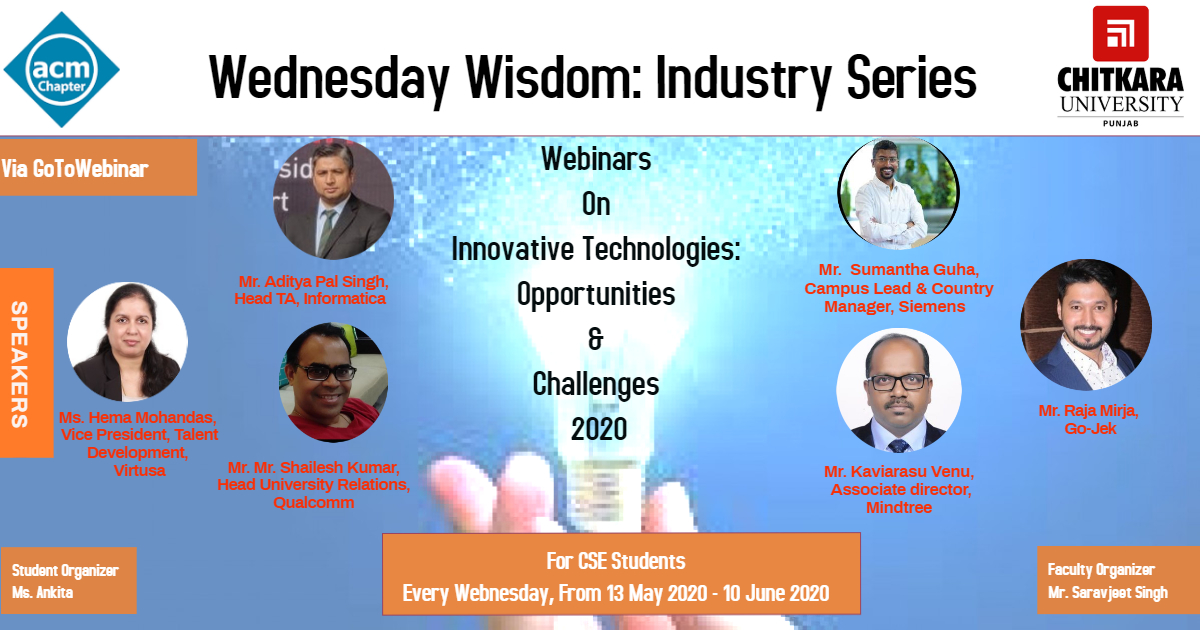 acm
Chapter
Wednesday Wisdom: Industry Series
CHITKARA
UNIVERSITY
PUNJAB
Via GoToWebinar
sid
rt
Webinars
On
Innovative Technologies:
Opportunities
&
Challenges
2020
SPEAKERS
Ms. Hema Mohandas,
Vice President, Talent
Development,
Virtusa
Mr. Aditya Pal Singh,
Head TA, Informatica
Mr. Mr. Shailesh Kumar,
Head University Relations,
Qualcomm
Mr.  Sumantha Guha,
Campus Lead & Country
Manager, Siemens
Mr. Kaviarasu Venu,
Associate director,
Mindtree
Mr. Raja Mirja,
Go-Jek
Student Organizer
Ms. Ankita
For CSE Students
Every Webnesday, From 13 May 2020 - 10 June 2020
Faculty Organizer
Mr. Saravjeet Singh